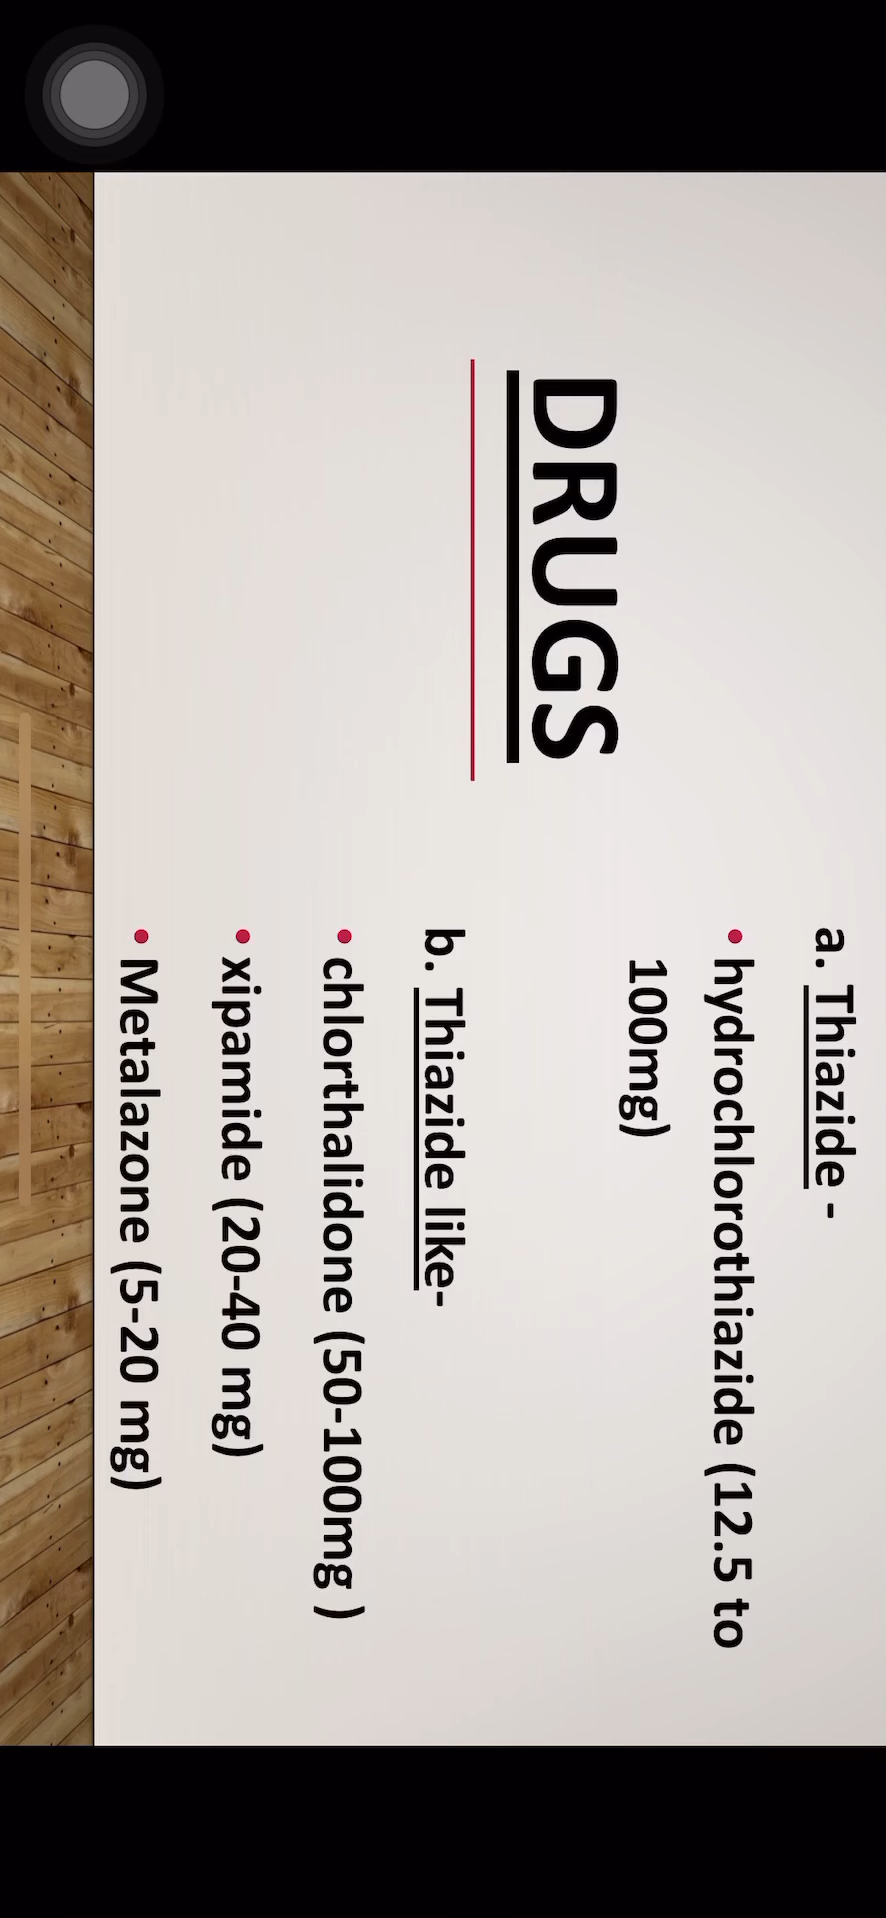 DRUGS
a. Thiazide -
• hydrochlorothiazide (12.5 to
100mg)
b. Thiazide like-
• chlorthalidone (50-100mg )
• xipamide (20-40 mg)
• Metalazone (5-20 mg)